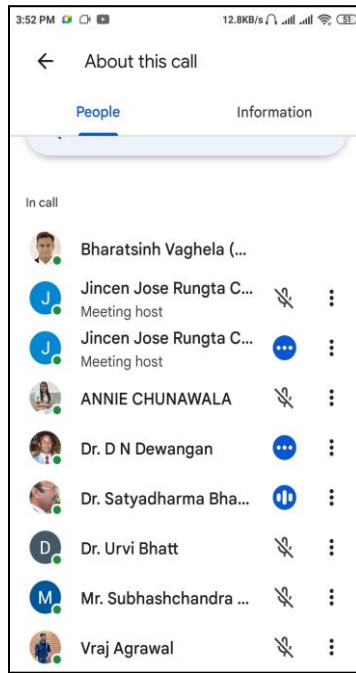 3:52 PM 12.8KB/s 51
About this call
People Information
In call
Bharatsinh Vaghela (...
J Jincen Jose Rungta C...
Meeting host
J Jincen Jose Rungta C...
Meeting host
ANNIE CHUNAWALA
Dr. D N Dewangan
Dr. Satyadharma Bha...
D Dr. Urvi Bhatt
M Mr. Subhashchandra ...
Vraj Agrawal